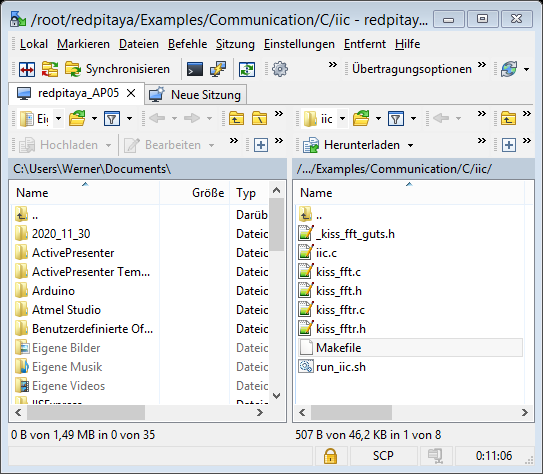 /root/redpitaya/Examples/Communication/C/iic - redpitay...
Lokal Markieren Dateien Befehle Sitzung Einstellungen Entfernt Hilfe
Synchronisieren Übertragungsoptionen
redpitaya_AP05 Neue Sitzung
Eig iic
Hochladen Bearbeiten Herunterladen
C:\Users\Werner\Documents\ /.../Examples/Communication/C/iic/
Name Größe Typ Name
.. Darüb ..
2020_11_30 Dateic _kiss_fft_guts.h
ActivePresenter Dateic iic.c
ActivePresenter Tem... Dateic kiss_fft.c
Arduino Dateic kiss_fft.h
Atmel Studio Dateic kiss_fftr.c
Benutzerdefinierte Of... Dateic kiss_fftr.h
Eigene Bilder Dateic Makefile
Eigene Musik Dateic run_iic.sh
Eigene Videos Dateic
IISExpress Dateic
0 B von 1,49 MB in 0 von 35 507 B von 46,2 KB in 1 von 8
SCP 0:11:06